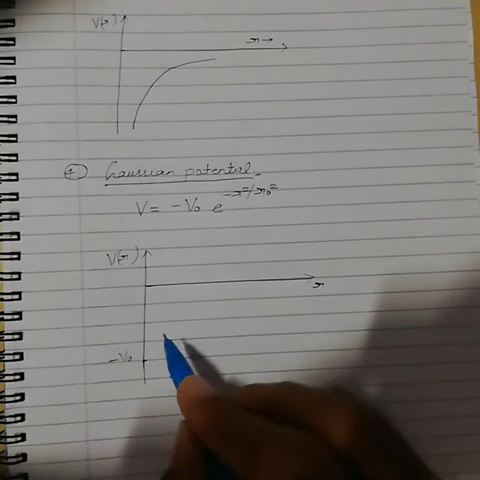 V(r)
r→
4 Gaussian potential
V = -V₀ e^{-r²/r₀²}
V(r)
r
-V₀